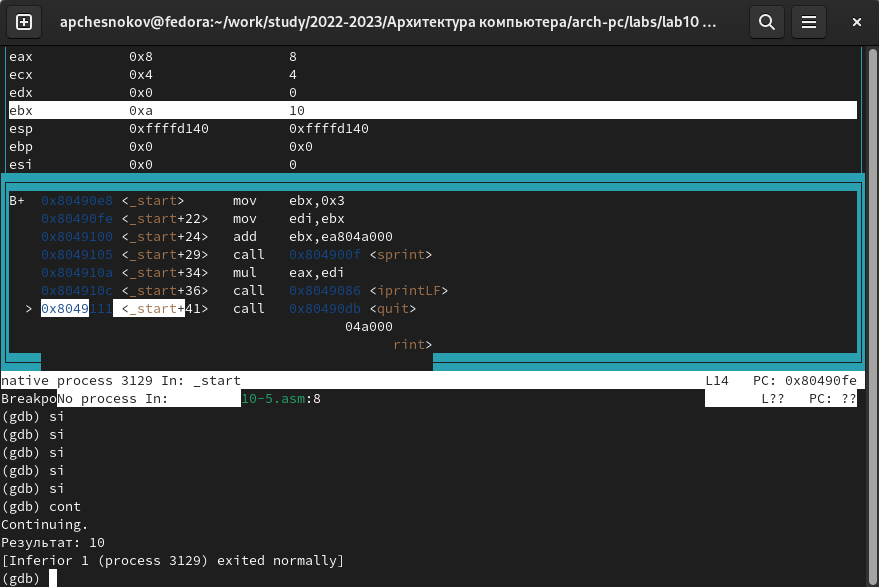 apchesnokov@fedora:~/work/study/2022-2023/Архитектура компьютера/arch-pc/labs/lab10 ...
eax 0x8 8
ecx 0x4 4
edx 0x0 0
ebx 0xa 10
esp 0xffffd140 0xffffd140
ebp 0x0 0x0
esi 0x0 0
B+ 0x80490e8 <_start> mov ebx,0x3
0x80490fe <_start+22> mov edi,ebx
0x8049100 <_start+24> add ebx,ea804a000
0x8049105 <_start+29> call 0x804900f <sprint>
0x804910a <_start+34> mul eax,edi
0x804910c <_start+36> call 0x8049086 <iprintLF>
> 0x8049111 <_start+41> call 0x80490db <quit>
04a000
rint>
native process 3129 In: _start L14 PC: 0x80490fe
BreakpoNo process In: 10-5.asm:8 L?? PC: ??
(gdb) si
(gdb) si
(gdb) si
(gdb) si
(gdb) si
(gdb) cont
Continuing.
Результат: 10
[Inferior 1 (process 3129) exited normally]
(gdb)